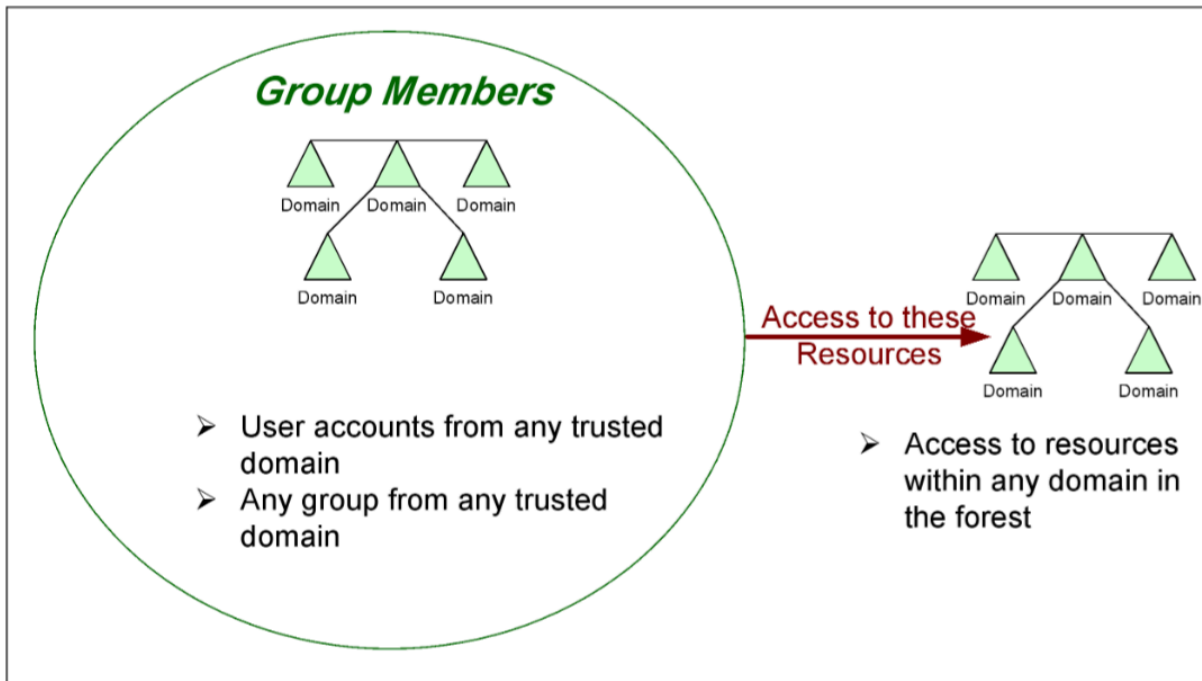 Group Members
Domain
Domain
Domain
Domain
Domain
➢ User accounts from any trusted
domain
➢ Any group from any trusted
domain
Access to these
Resources
Domain
Domain
Domain
Domain
Domain
➢ Access to resources
within any domain in
the forest